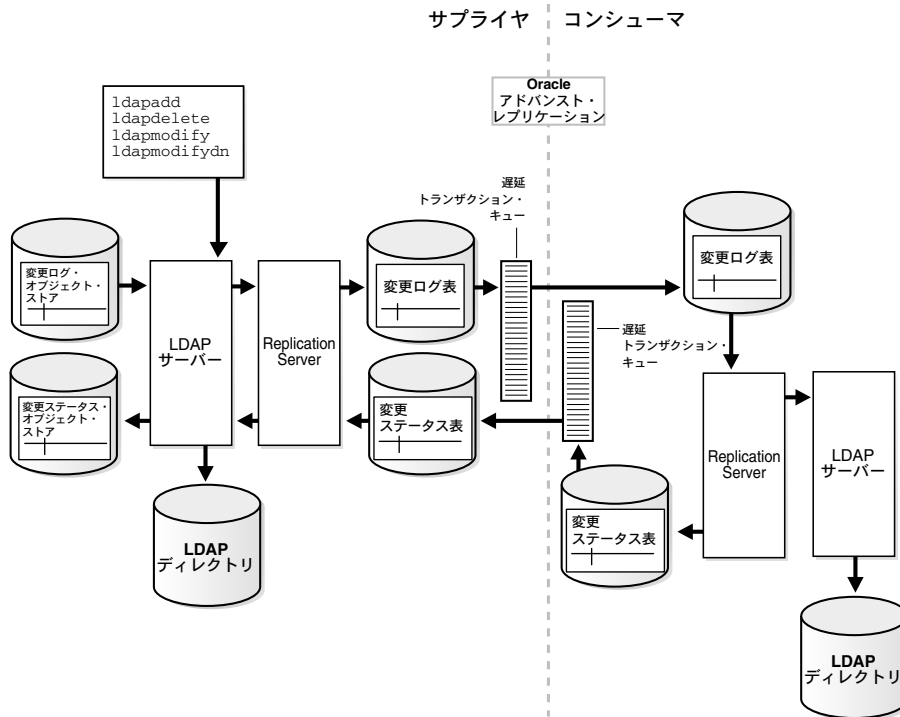 サプライヤ
コンシューマ
Oracle
アドバンスト・
レプリケーション
ldapadd
ldapdelete
ldapmodify
ldapmodifydn
遅延
トランザクション・
キュー
変更ログ・
オブジェクト・
ストア
LDAP
サーバー
Replication
Server
変更ログ表
変更ログ表
遅延
トランザクション・
キュー
変更ステータス・
オブジェクト・
ストア
変更
ステータス表
Replication
Server
LDAP
サーバー
変更
ステータス表
LDAP
ディレクトリ
LDAP
ディレクトリ